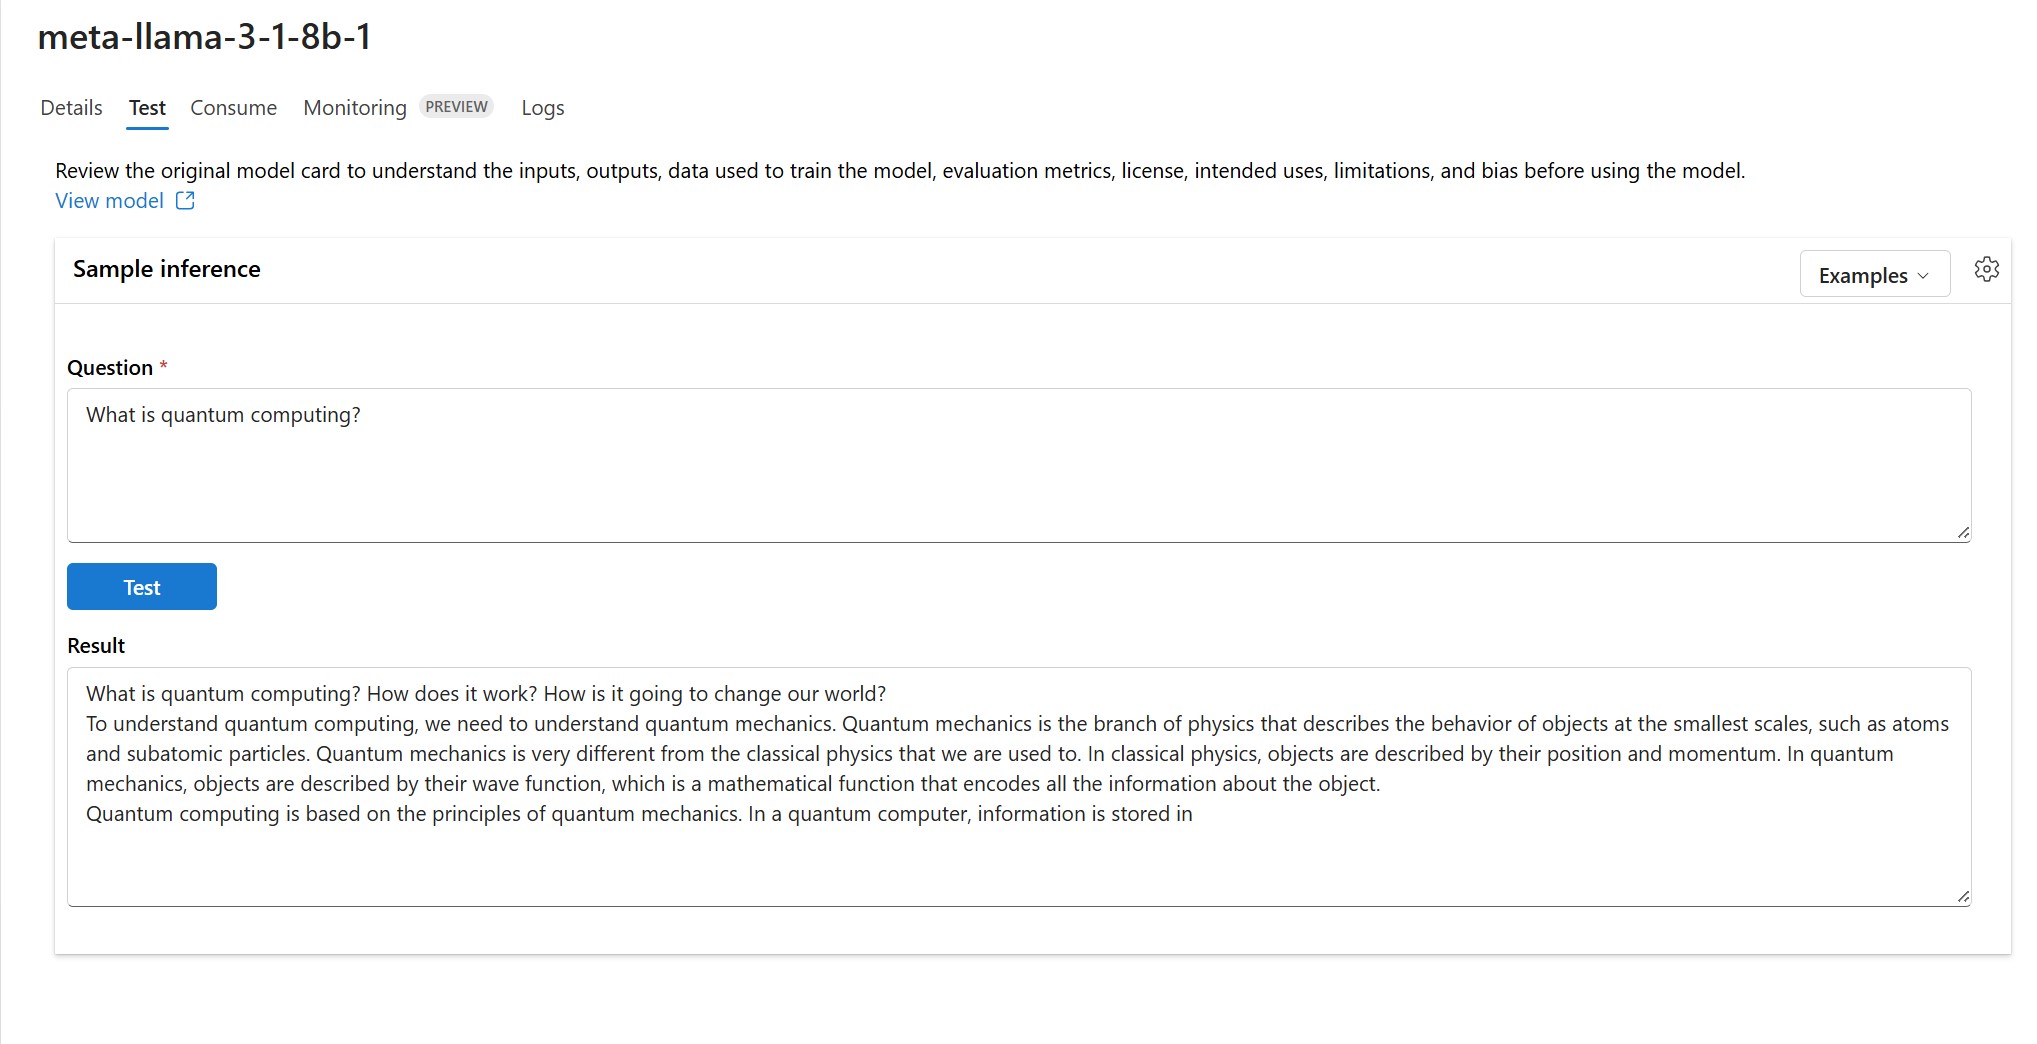 meta-llama-3-1-8b-1
Details Test Consume Monitoring PREVIEW Logs
Review the original model card to understand the inputs, outputs, data used to train the model, evaluation metrics, license, intended uses, limitations, and bias before using the model.
View model
Sample inference
Examples
Question *
What is quantum computing?
Test
Result
What is quantum computing? How does it work? How is it going to change our world?
To understand quantum computing, we need to understand quantum mechanics. Quantum mechanics is the branch of physics that describes the behavior of objects at the smallest scales, such as atoms
and subatomic particles. Quantum mechanics is very different from the classical physics that we are used to. In classical physics, objects are described by their position and momentum. In quantum
mechanics, objects are described by their wave function, which is a mathematical function that encodes all the information about the object.
Quantum computing is based on the principles of quantum mechanics. In a quantum computer, information is stored in